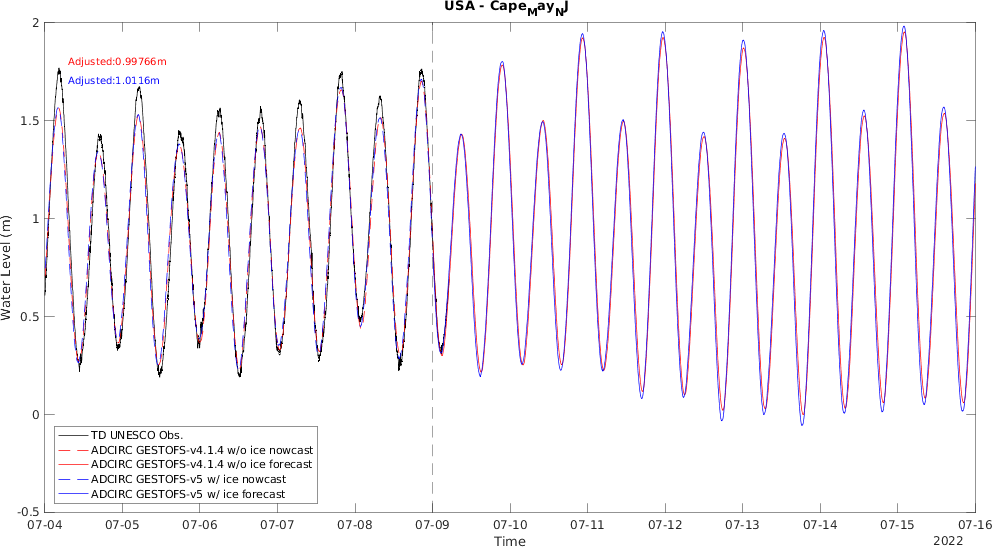 USA - Cape_May_NJ
Adjusted:0.99766m
Adjusted:1.0116m
Water Level (m)
2
1.5
1
0.5
0
-0.5
TD UNESCO Obs.
ADCIRC GESTOFS-v4.1.4 w/o ice nowcast
ADCIRC GESTOFS-v4.1.4 w/o ice forecast
ADCIRC GESTOFS-v5 w/ ice nowcast
ADCIRC GESTOFS-v5 w/ ice forecast
07-04 07-05 07-06 07-07 07-08 07-09 07-10 07-11 07-12 07-13 07-14 07-15 07-16
Time
2022